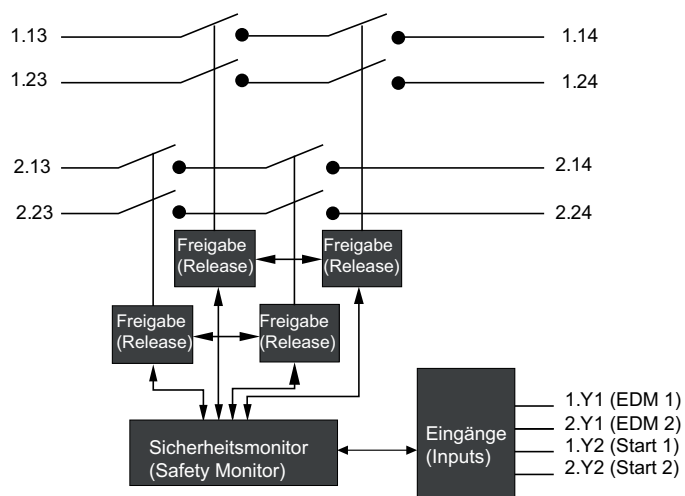 1.13
1.14
1.23
1.24
2.13
2.14
2.23
2.24
Freigabe
(Release)
Freigabe
(Release)
Freigabe
(Release)
Freigabe
(Release)
Sicherheitsmonitor
(Safety Monitor)
Eingänge
(Inputs)
1.Y1 (EDM 1)
2.Y1 (EDM 2)
1.Y2 (Start 1)
2.Y2 (Start 2)